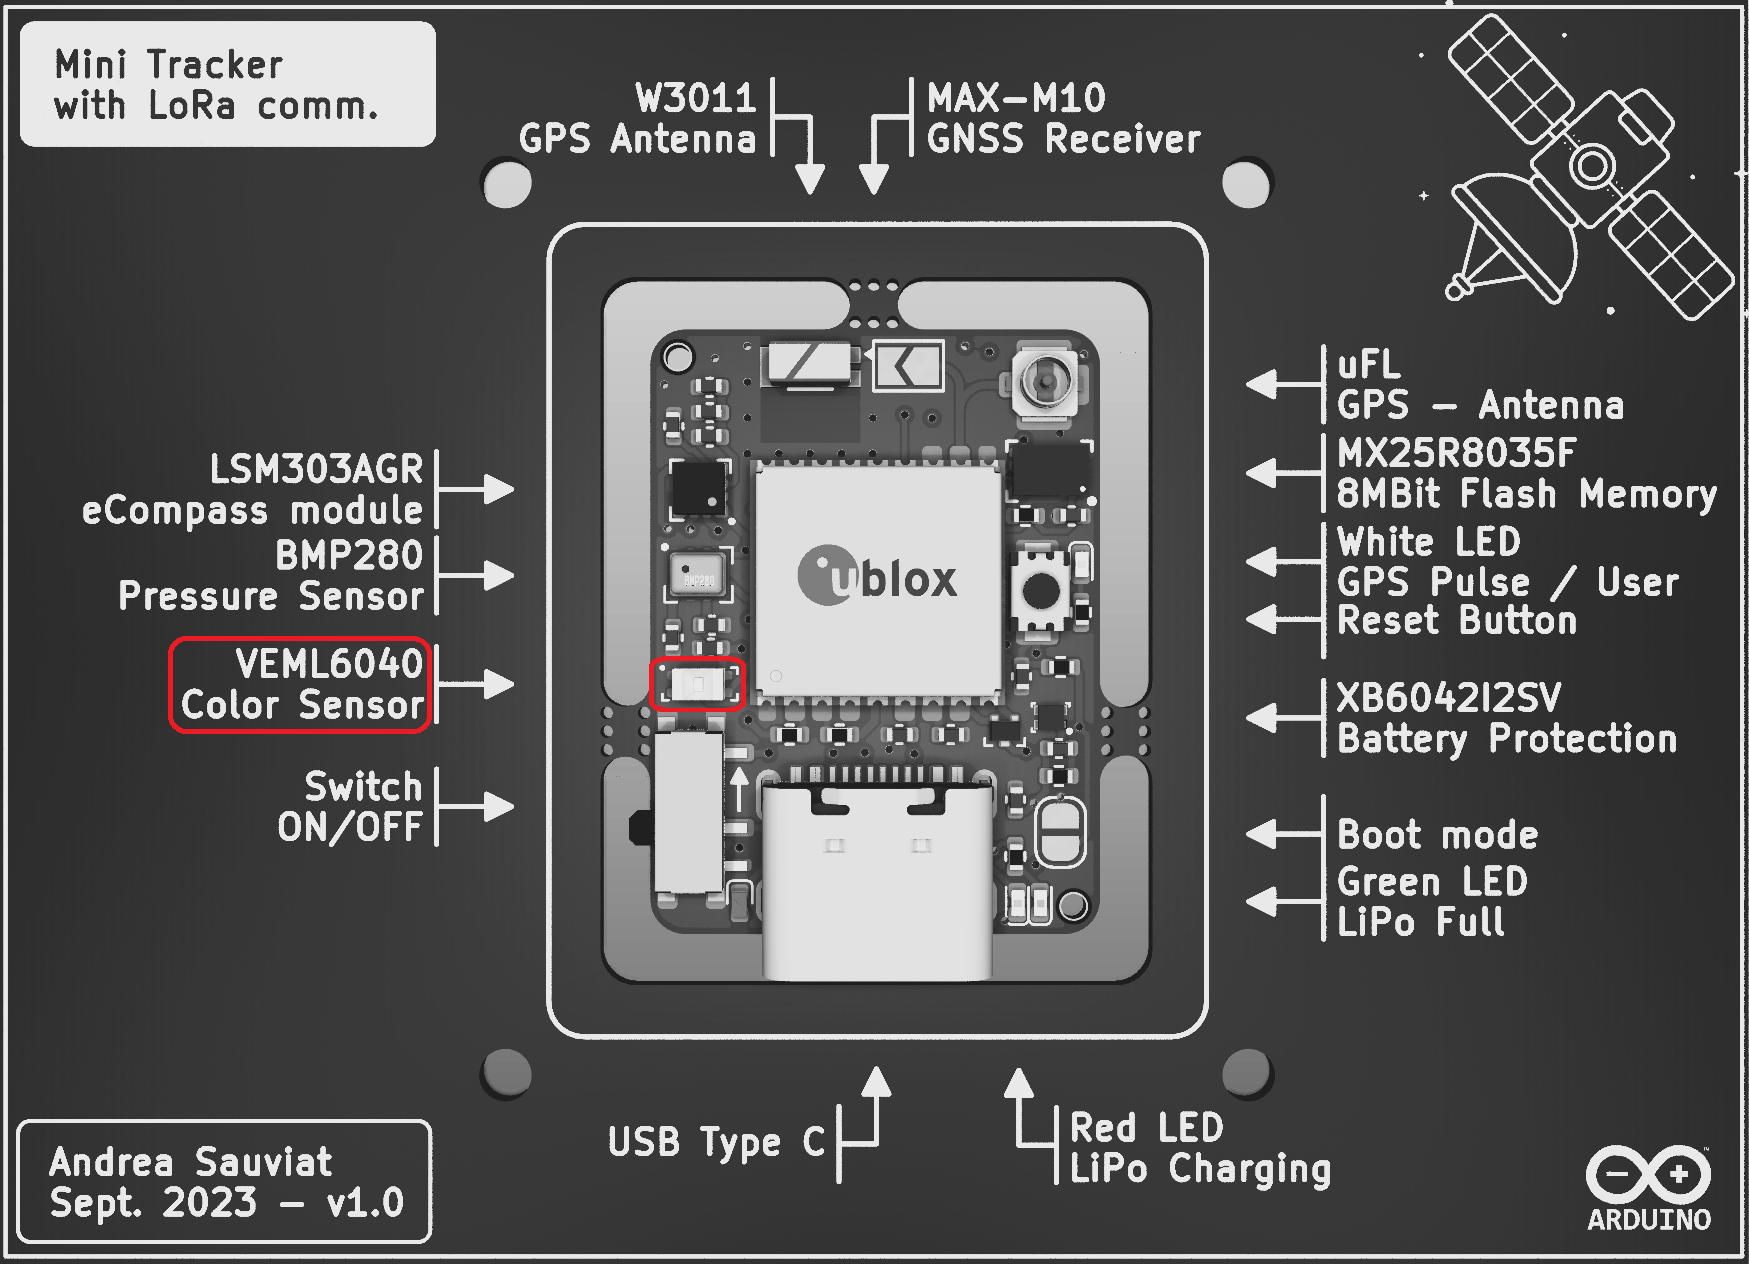 Mini Tracker
with LoRa comm.
W3011
GPS Antenna
MAX-M10
GNSS Receiver
uFL
GPS - Antenna
LSM303AGR
eCompass module
MX25R8035F
8MBit Flash Memory
BMP280
Pressure Sensor
White LED
GPS Pulse / User
Reset Button
BMP280
ublox
VEML6040
Color Sensor
XB6042I2SV
Battery Protection
Switch
ON/OFF
Boot mode
Green LED
LiPo Full
USB Type C
Red LED
LiPo Charging
Andrea Sauviat
Sept. 2023 - v1.0
ARDUINO